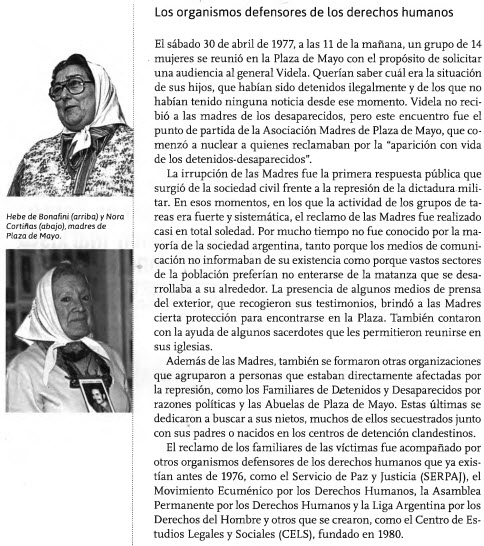 Los organismos defensores de los derechos humanos
El sábado 30 de abril de 1977, a las 11 de la mañana, un grupo de 14
mujeres se reunió en la Plaza de Mayo con el propósito de solicitar
una audiencia al general Videla. Querían saber cuál era la situación
de sus hijos, que habían sido detenidos ilegalmente y de los que no
habían tenido ninguna noticia desde ese momento. Videla no reci-
bió a las madres de los desaparecidos, pero este encuentro fue el
punto de partida de la Asociación Madres de Plaza de Mayo, que co-
menzó a nuclear a quienes reclamaban por la “aparición con vida
de los detenidos-desaparecidos”.
La irrupción de las Madres fue la primera respuesta pública que
surgió de la sociedad civil frente a la represión de la dictadura mili-
tar. En esos momentos, en los que la actividad de los grupos de ta-
reas era fuerte y sistemática, el reclamo de las Madres fue realizado
casi en total soledad. Por mucho tiempo no fue conocido por la ma-
yoría de la sociedad argentina, tanto porque los medios de comuni-
cación no informaban de su existencia como porque vastos sectores
de la población preferían no enterarse de la matanza que se desa-
rrollaba a su alrededor. La presencia de algunos medios de prensa
del exterior, que recogieron sus testimonios, brindó a las Madres
cierta protección para encontrarse en la Plaza. También contaron
con la ayuda de algunos sacerdotes que les permitieron reunirse en
sus iglesias.
Además de las Madres, también se formaron otras organizaciones
que agruparon a personas que estaban directamente afectadas por
la represión, como los Familiares de Detenidos y Desaparecidos por
razones políticas y las Abuelas de Plaza de Mayo. Estas últimas se
dedicaron a buscar a sus nietos, muchos de ellos secuestrados junto
con sus padres o nacidos en los centros de detención clandestinos.
El reclamo de los familiares de las víctimas fue acompañado por
otros organismos defensores de los derechos humanos que ya exis-
tían antes de 1976, como el Servicio de Paz y Justicia (SERPAJ), el
Movimiento Ecuménico por los Derechos Humanos, la Asamblea
Permanente por los Derechos Humanos y la Liga Argentina por los
Derechos del Hombre y otros que se crearon, como el Centro de Es-
tudios Legales y Sociales (CELS), fundado en 1980.
Hebe de Bonafini (arriba) y Nora
Cortiñas (abajo), madres de
Plaza de Mayo.